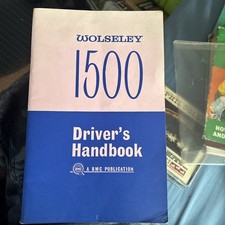 WOLSELEY
1500
Driver's
Handbook
A BMC PUBLICATION